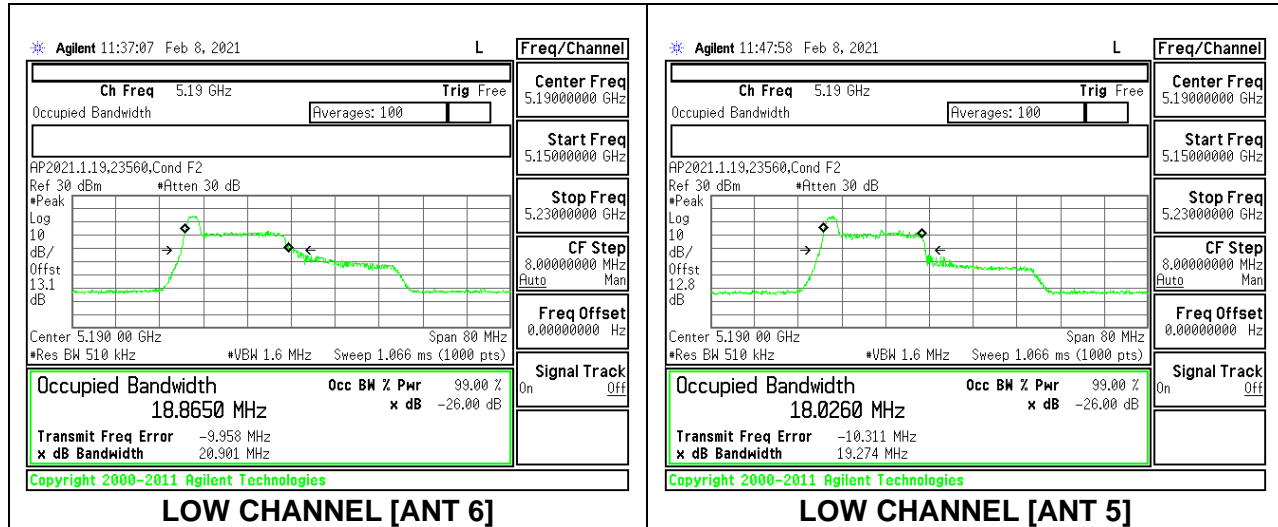 Agilent 11:37:07 Feb 8, 2021 L
Freq/Channel
Ch Freq 5.19 GHz Trig Free
Occupied Bandwidth Averages: 100
AP2021.1.19,23560,Cond F2
Ref 30 dBm #Atten 30 dB
#Peak
Log
10
dB/
Offst
13.1
dB
Center 5.190 00 GHz Span 80 MHz
#Res BW 510 kHz #VBW 1.6 MHz Sweep 1.066 ms (1000 pts)
Occupied Bandwidth Occ BW % Pwr 99.00 %
18.8650 MHz x dB -26.00 dB
Transmit Freq Error -9.958 MHz
x dB Bandwidth 20.901 MHz
Center Freq
5.19000000 GHz
Start Freq
5.15000000 GHz
Stop Freq
5.23000000 GHz
CF Step
8.00000000 MHz
Auto Man
Freq Offset
0.00000000 Hz
Signal Track
On Off
Copyright 2000-2011 Agilent Technologies
LOW CHANNEL [ANT 6]
Agilent 11:47:58 Feb 8, 2021 L
Freq/Channel
Ch Freq 5.19 GHz Trig Free
Occupied Bandwidth Averages: 100
AP2021.1.19,23560,Cond F2
Ref 30 dBm #Atten 30 dB
#Peak
Log
10
dB/
Offst
12.8
dB
Center 5.190 00 GHz Span 80 MHz
#Res BW 510 kHz #VBW 1.6 MHz Sweep 1.066 ms (1000 pts)
Occupied Bandwidth Occ BW % Pwr 99.00 %
18.0260 MHz x dB -26.00 dB
Transmit Freq Error -10.311 MHz
x dB Bandwidth 19.274 MHz
Center Freq
5.19000000 GHz
Start Freq
5.15000000 GHz
Stop Freq
5.23000000 GHz
CF Step
8.00000000 MHz
Auto Man
Freq Offset
0.00000000 Hz
Signal Track
On Off
Copyright 2000-2011 Agilent Technologies
LOW CHANNEL [ANT 5]